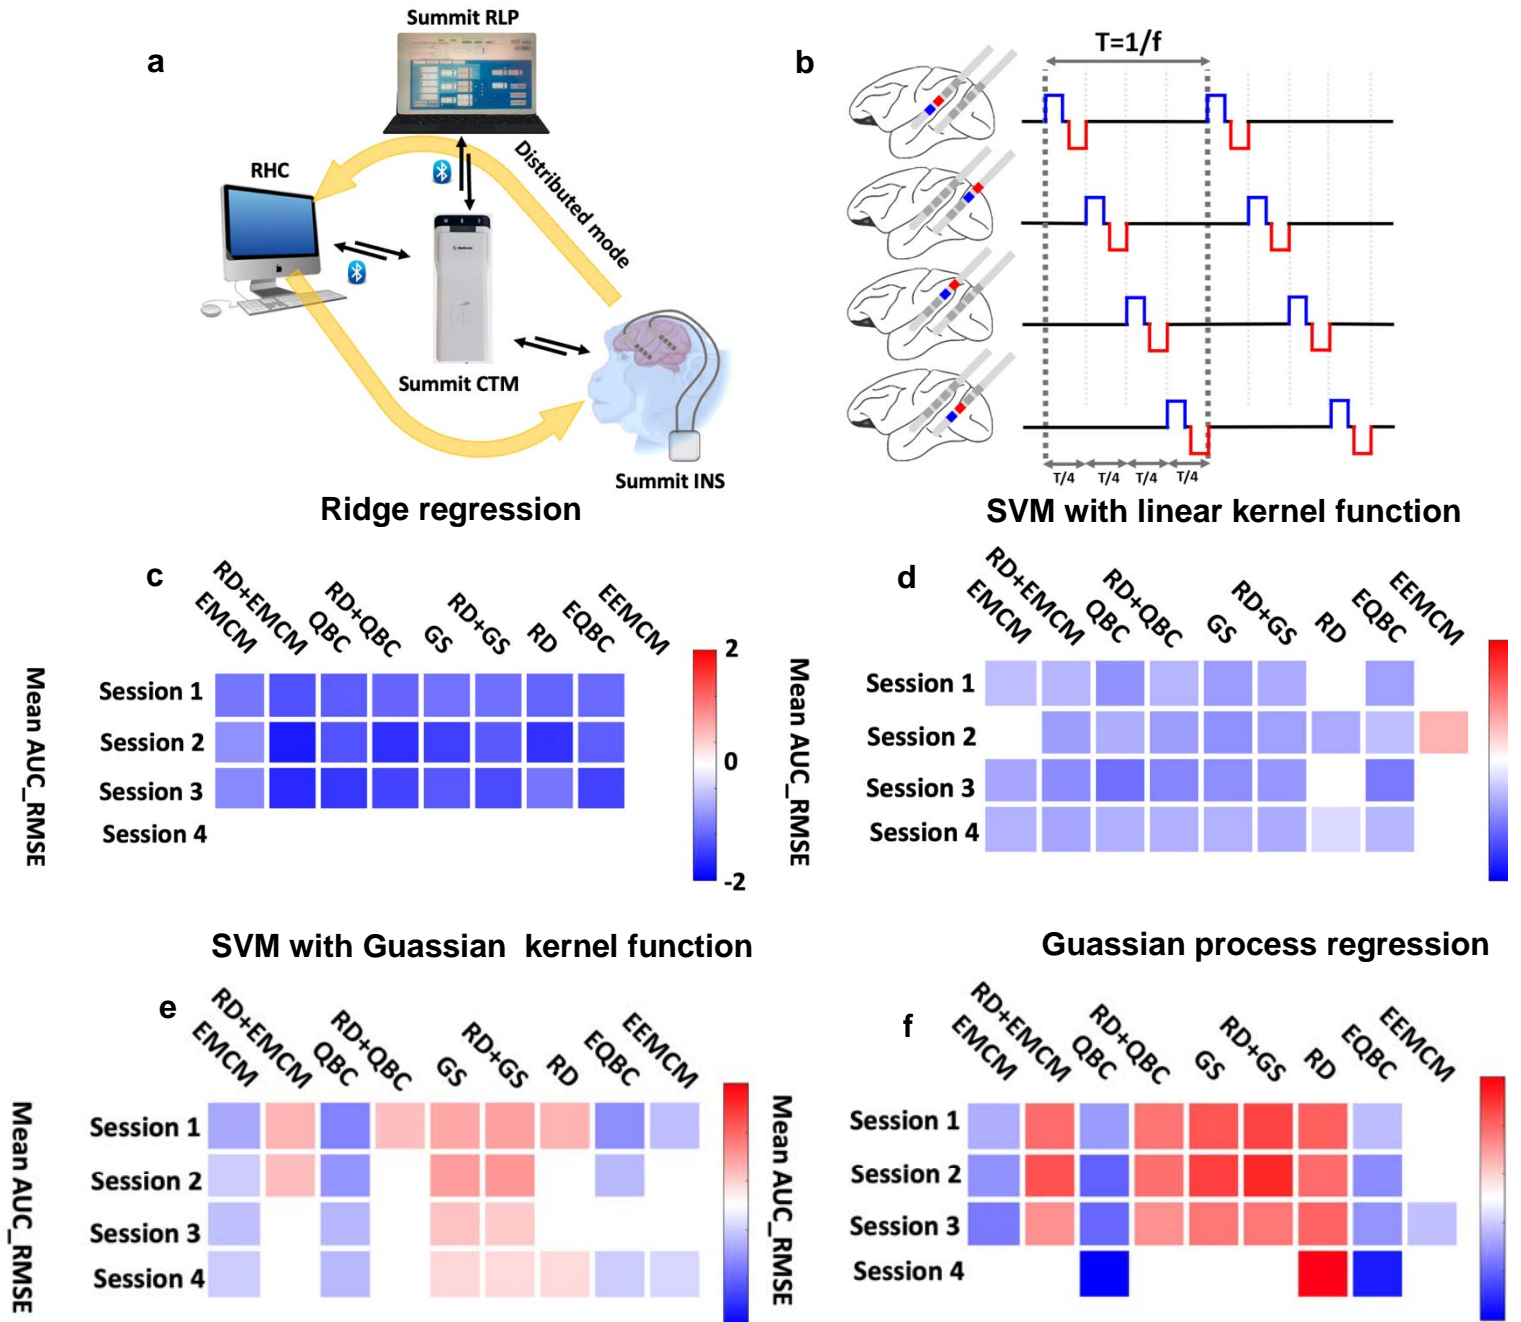 Summit RLP
a
RHC
Distributed mode
Summit CTM
Summit INS
b
T=1/f
T/4
T/4
T/4
T/4
Ridge regression
c
EMCM
RD+EMCM
QBC
RD+QBC
GS
RD+GS
RD
EQBC
EEMCM
Mean AUC_RMSE
Session 1
Session 2
Session 3
Session 4
2
0
-2
SVM with linear kernel function
d
EMCM
RD+EMCM
QBC
RD+QBC
GS
RD+GS
RD
EQBC
EEMCM
Mean AUC_RMSE
Session 1
Session 2
Session 3
Session 4
SVM with Guassian kernel function
e
EMCM
RD+EMCM
QBC
RD+QBC
GS
RD+GS
RD
EQBC
EEMCM
Mean AUC_RMSE
Session 1
Session 2
Session 3
Session 4
Guassian process regression
f
EMCM
RD+EMCM
QBC
RD+QBC
GS
RD+GS
RD
EQBC
EEMCM
Mean AUC_RMSE
Session 1
Session 2
Session 3
Session 4